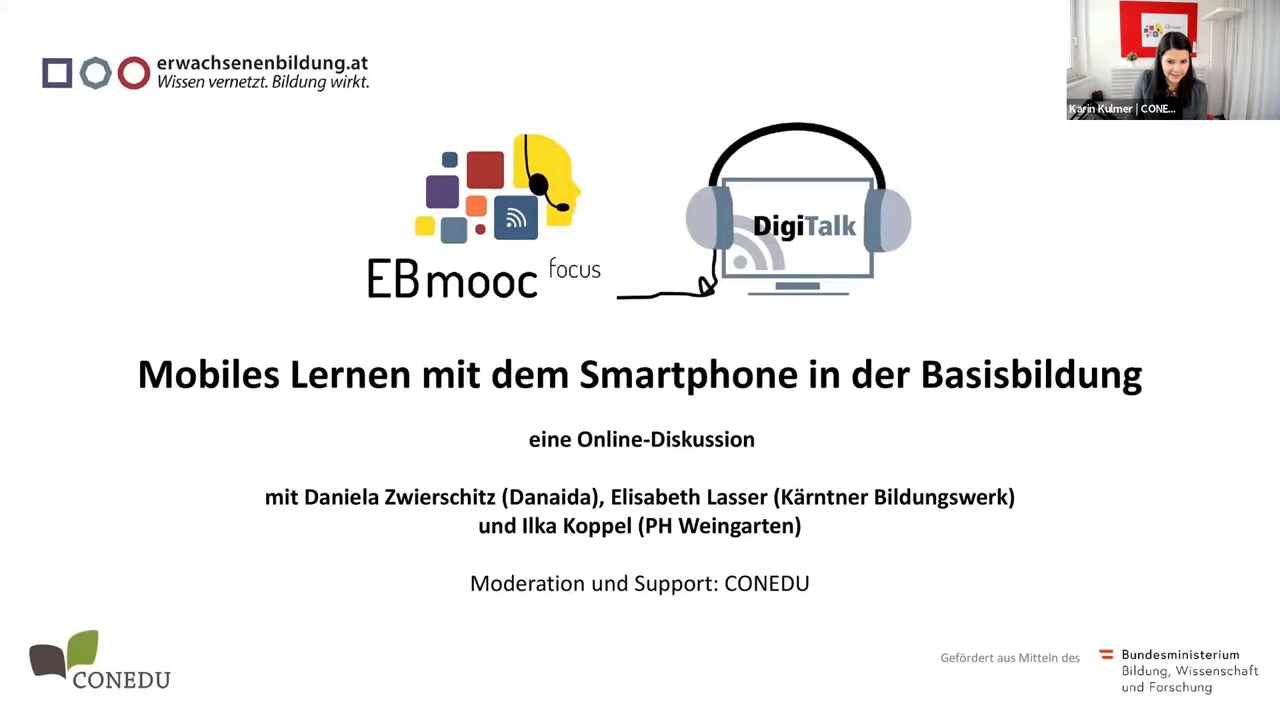 erwachsenenbildung.at
Wissen vernetzt. Bildung wirkt.
Karin Kulmer | CONE...
EBmooc focus
DigiTalk
Mobiles Lernen mit dem Smartphone in der Basisbildung
eine Online-Diskussion
mit Daniela Zwierschitz (Danaida), Elisabeth Lasser (Kärntner Bildungswerk)
und Ilka Koppel (PH Weingarten)
Moderation und Support: CONEDU
CONEDU
Gefördert aus Mitteln des
Bundesministerium
Bildung, Wissenschaft
und Forschung